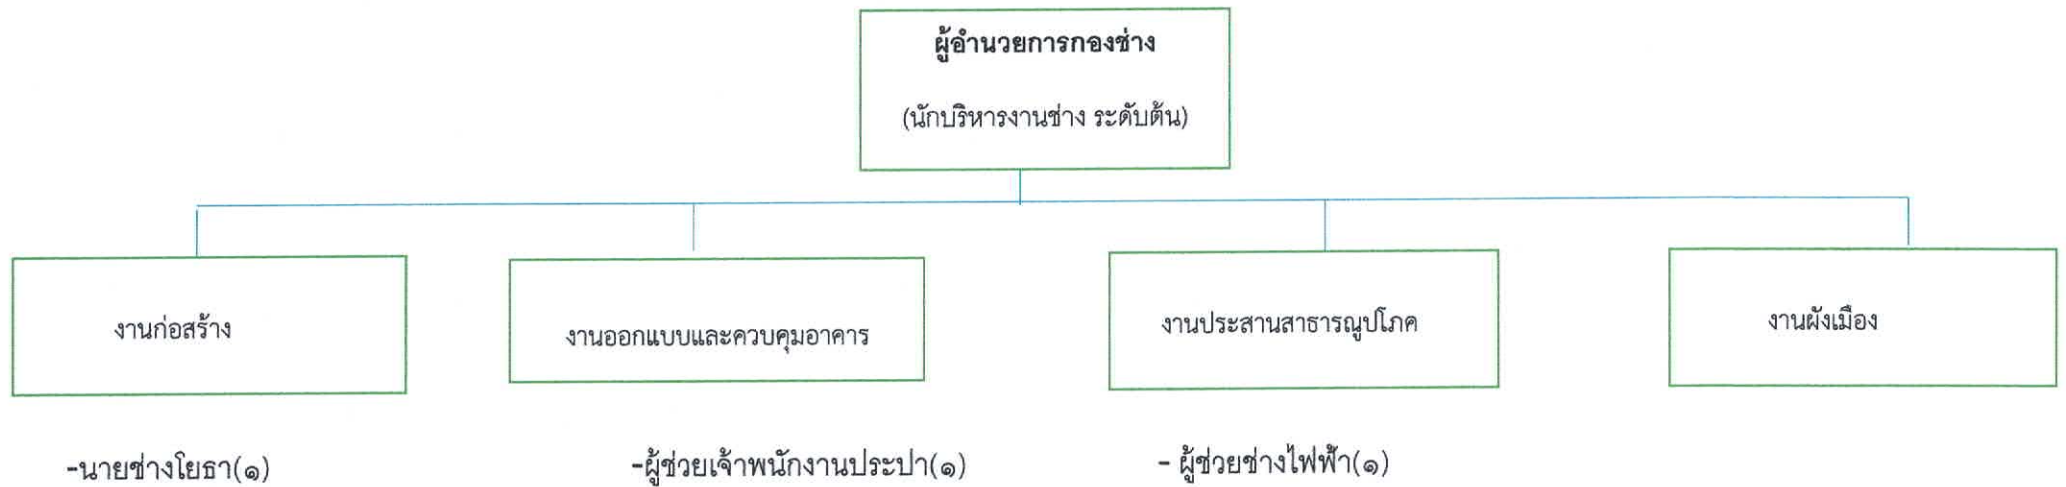 ผู้อำนวยการกองช่าง
(นักบริหารงานช่าง ระดับต้น)
งานก่อสร้าง
งานออกแบบและควบคุมอาคาร
งานประสานสาธารณูปโภค
งานผังเมือง
-นายช่างโยธา(๑)
-ผู้ช่วยเจ้าพนักงานประปา(๑)
- ผู้ช่วยช่างไฟฟ้า(๑)